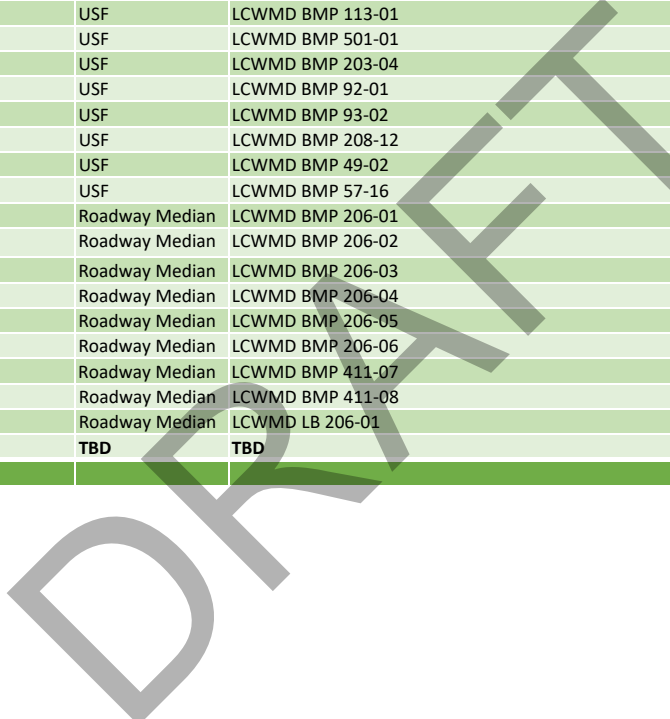 USF LCWMD BMP 113-01
USF LCWMD BMP 501-01
USF LCWMD BMP 203-04
USF LCWMD BMP 92-01
USF LCWMD BMP 93-02
USF LCWMD BMP 208-12
USF LCWMD BMP 49-02
USF LCWMD BMP 57-16
Roadway Median LCWMD BMP 206-01
Roadway Median LCWMD BMP 206-02
Roadway Median LCWMD BMP 206-03
Roadway Median LCWMD BMP 206-04
Roadway Median LCWMD BMP 206-05
Roadway Median LCWMD BMP 206-06
Roadway Median LCWMD BMP 411-07
Roadway Median LCWMD BMP 411-08
Roadway Median LCWMD LB 206-01
TBD TBD
DRAFT